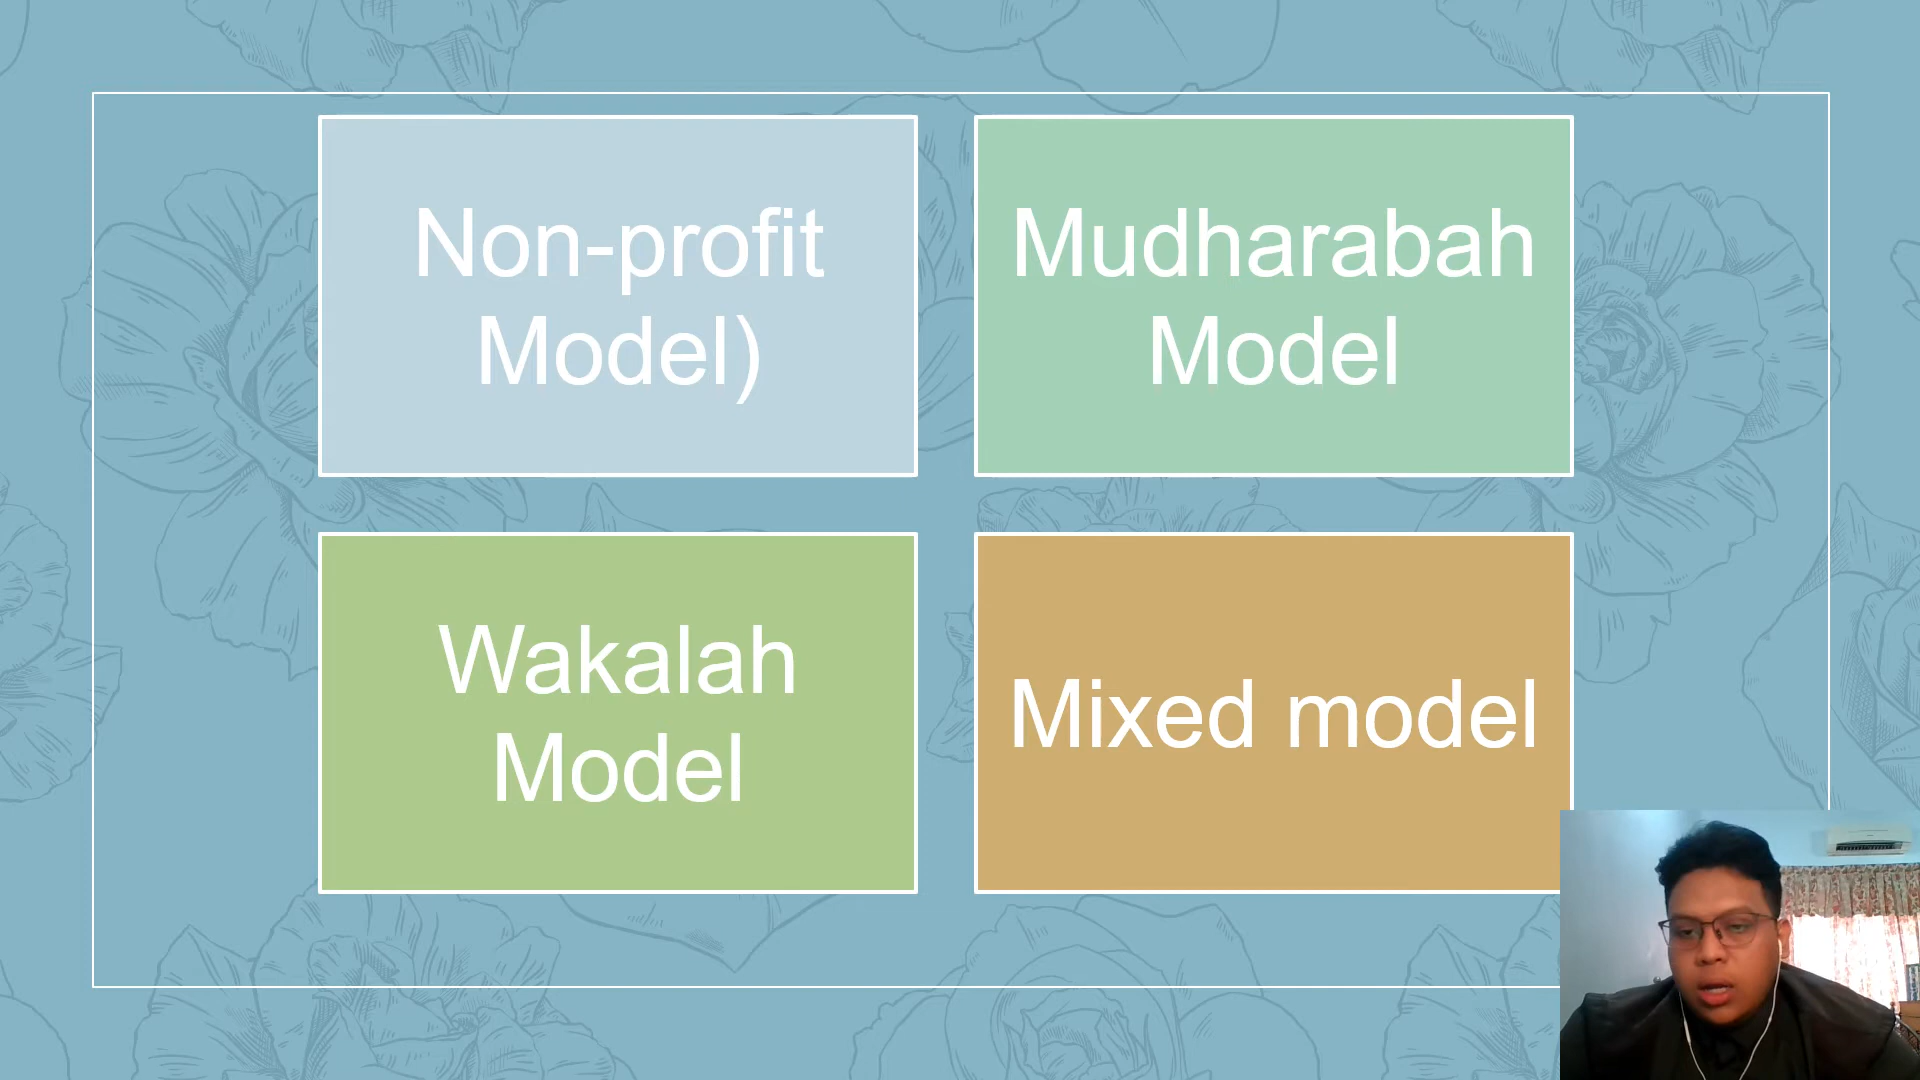 Non-profit
Model)
Mudharabah
Model
Wakalah
Model
Mixed model